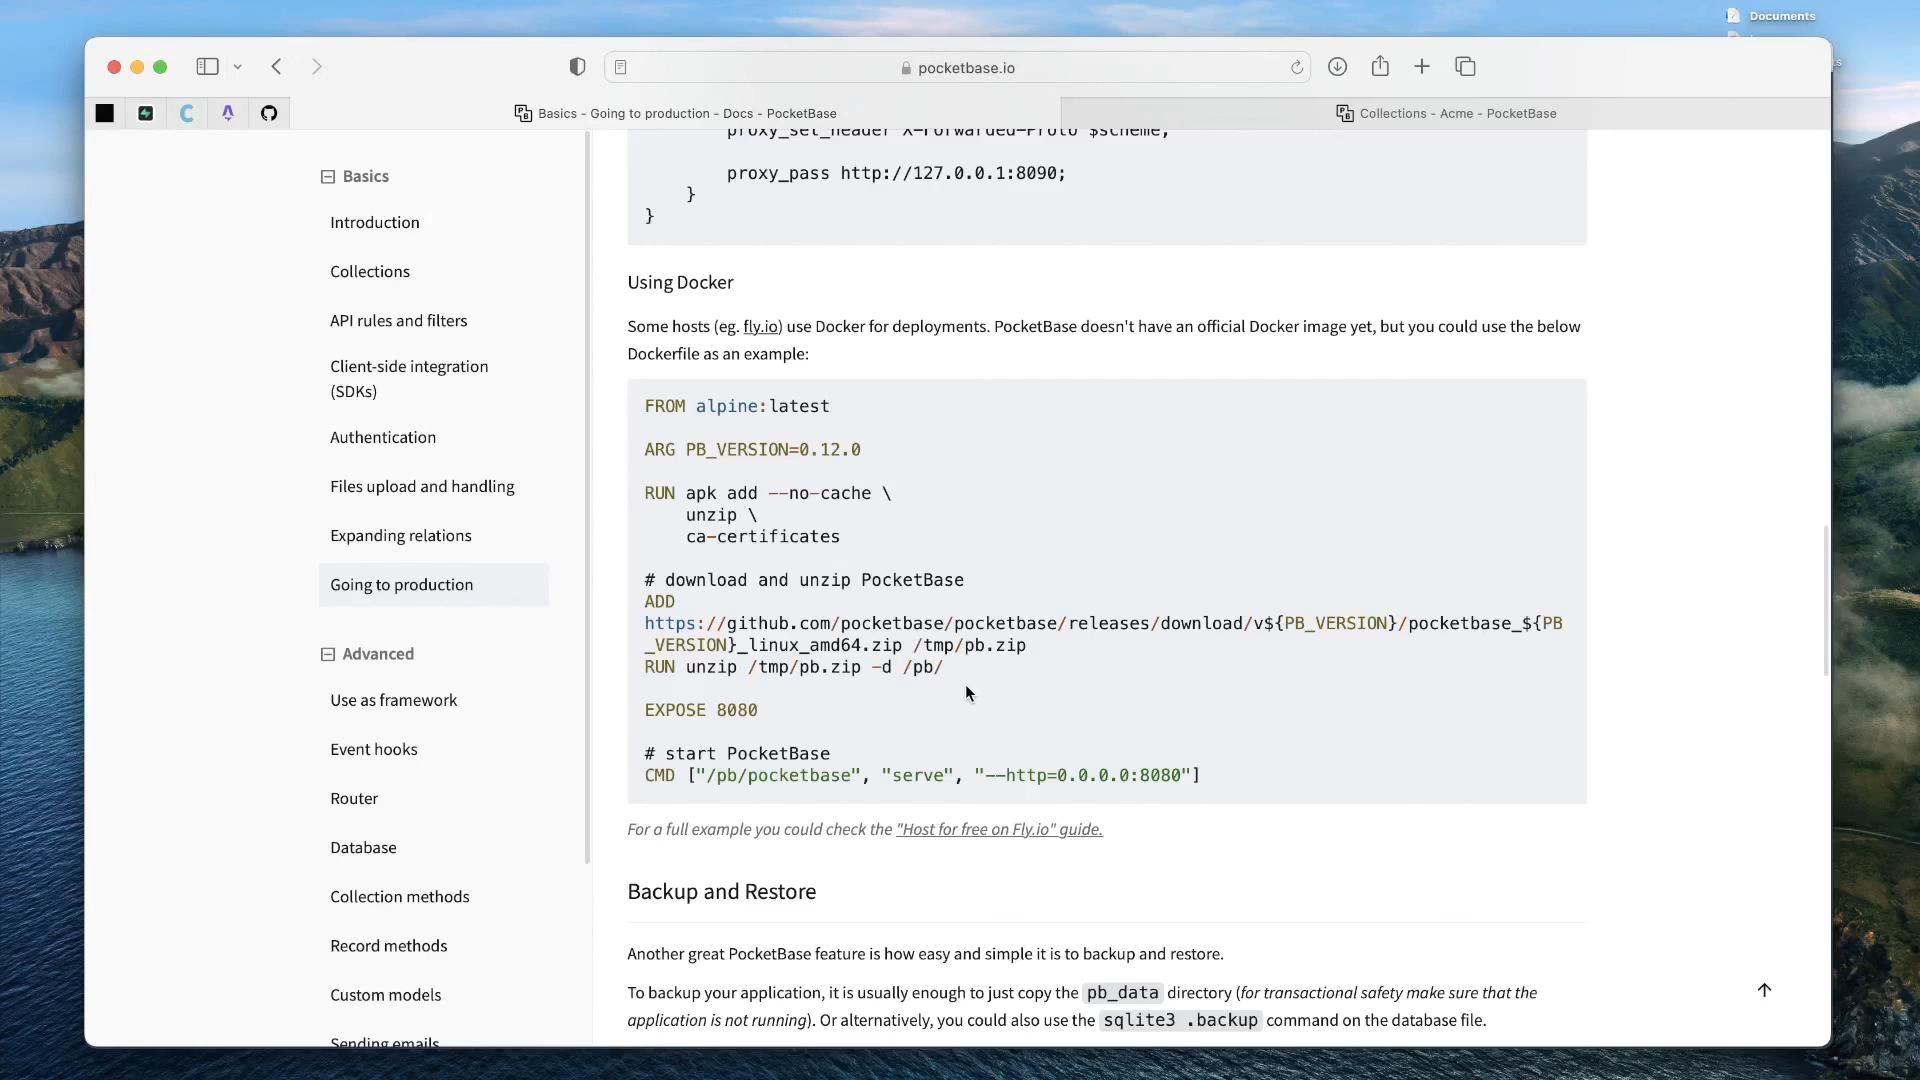 Documents
pocketbase.io
Basics - Going to production - Docs - PocketBase
Collections - Acme - PocketBase
Basics
Introduction
Collections
API rules and filters
Client-side integration
(SDKs)
Authentication
Files upload and handling
Expanding relations
Going to production
Advanced
Use as framework
Event hooks
Router
Database
Collection methods
Record methods
Custom models
Sending emails
proxy_set_header X-Forwarded-Proto $scheme;
proxy_pass http://127.0.0.1:8090;
}
}
Using Docker
Some hosts (eg. fly.io) use Docker for deployments. PocketBase doesn't have an official Docker image yet, but you could use the below
Dockerfile as an example:
FROM alpine:latest
ARG PB_VERSION=0.12.0
RUN apk add --no-cache \
unzip \
ca-certificates
# download and unzip PocketBase
ADD
https://github.com/pocketbase/pocketbase/releases/download/v${PB_VERSION}/pocketbase_${PB
_VERSION}_linux_amd64.zip /tmp/pb.zip
RUN unzip /tmp/pb.zip -d /pb/
EXPOSE 8080
# start PocketBase
CMD ["/pb/pocketbase", "serve", "--http=0.0.0.0:8080"]
For a full example you could check the "Host for free on Fly.io" guide.
Backup and Restore
Another great PocketBase feature is how easy and simple it is to backup and restore.
To backup your application, it is usually enough to just copy the pb_data directory (for transactional safety make sure that the
application is not running). Or alternatively, you could also use the sqlite3 .backup command on the database file.